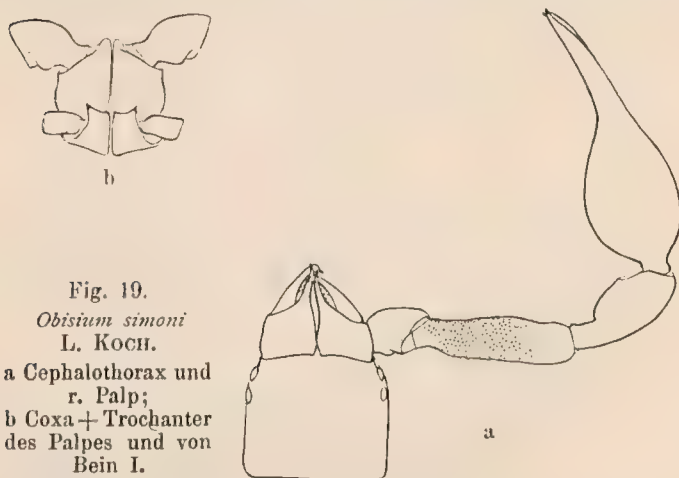 b
Fig. 19.
Obisium simoni
L. KOCH.
a Cephalothorax und
r. Palp;
b Coxa + Trochanter
des Palpes und von
Bein I.
a